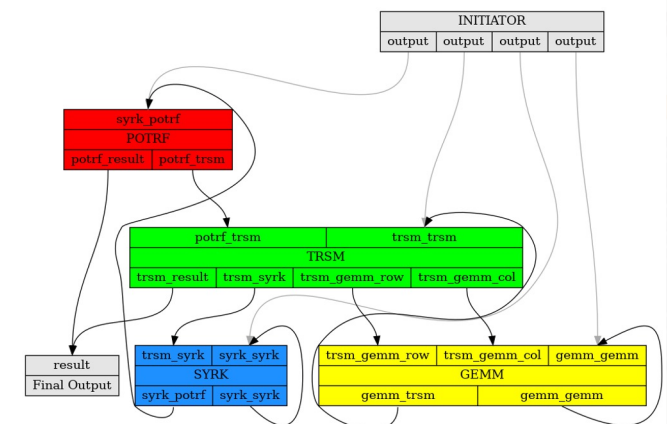 INITIATOR
output output output output
syrk_potrf
POTRF
potrf_result potrf_trsm
potrf_trsm trsm_trsm
TRSM
trsm_result trsm_syrk trsm_gemm_row trsm_gemm_col
result
Final Output
trsm_syrk syrk_syrk
SYRK
syrk_potrf syrk_syrk
trsm_gemm_row trsm_gemm_col gemm_gemm
GEMM
gemm_trsm gemm_gemm